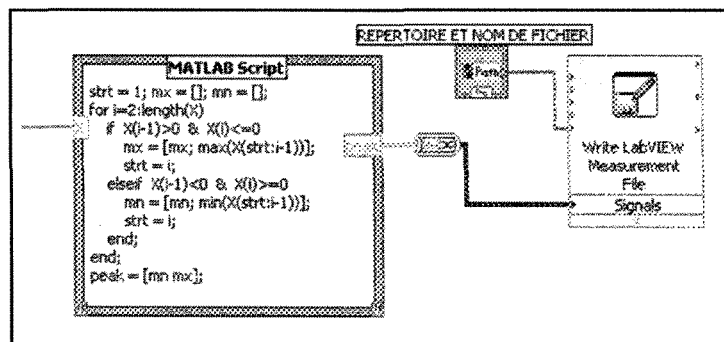 REPERTOIRE ET NOM DE FICHIER
MATLAB Script
strt = 1; mx = []; mn = [];
for i=2:length(X)
if X(i-1)>0 & X(i)<=0
mx = [mx; max(X(strt:i-1))];
strt = i;
elseif X(i-1)<0 & X(i)>=0
mn = [mn; min(X(strt:i-1))];
strt = i;
end;
end;
peak = [mn mx];
Path
Write LabVIEW
Measurement
File
Signals